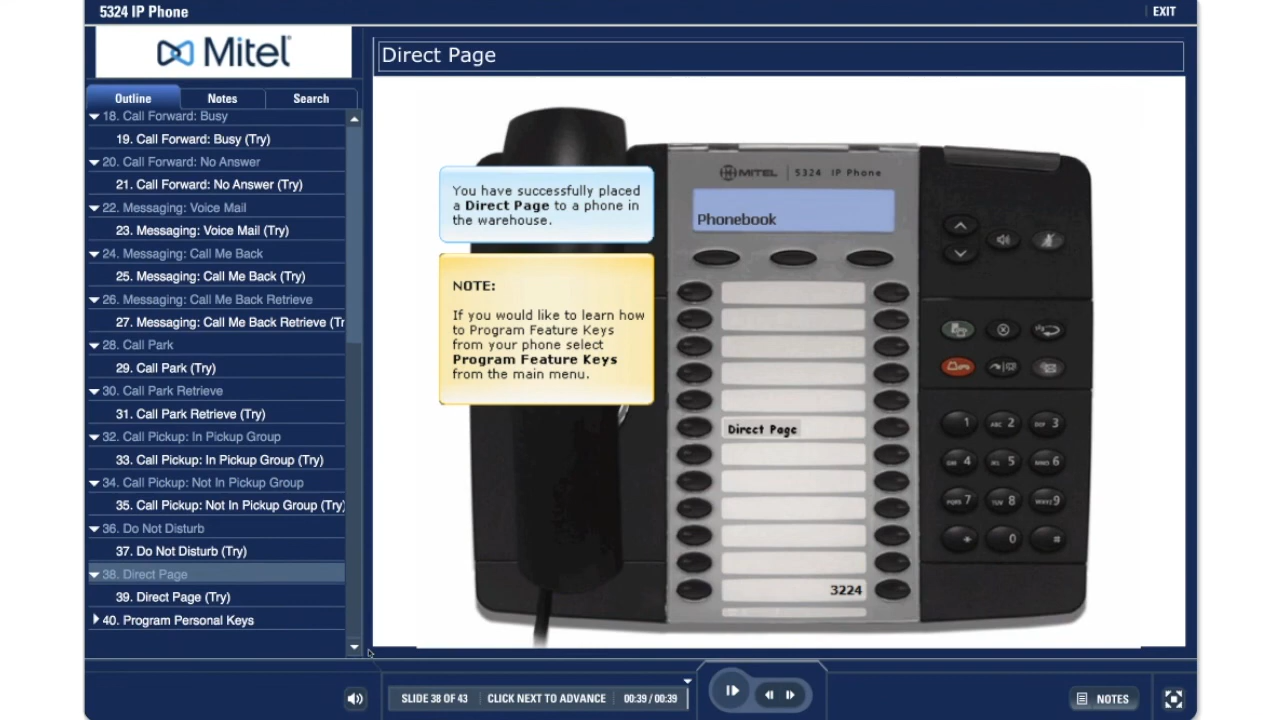 5324 IP Phone
EXIT
Mitel
Direct Page
Outline
Notes
Search
18. Call Forward: Busy
19. Call Forward: Busy (Try)
20. Call Forward: No Answer
21. Call Forward: No Answer (Try)
22. Messaging: Voice Mail
23. Messaging: Voice Mail (Try)
24. Messaging: Call Me Back
25. Messaging: Call Me Back (Try)
26. Messaging: Call Me Back Retrieve
27. Messaging: Call Me Back Retrieve (Tr
28. Call Park
29. Call Park (Try)
30. Call Park Retrieve
31. Call Park Retrieve (Try)
32. Call Pickup: In Pickup Group
33. Call Pickup: In Pickup Group (Try)
34. Call Pickup: Not In Pickup Group
35. Call Pickup: Not In Pickup Group (Try)
36. Do Not Disturb
37. Do Not Disturb (Try)
38. Direct Page
39. Direct Page (Try)
40. Program Personal Keys
You have successfully placed
a Direct Page to a phone in
the warehouse.
NOTE:
If you would like to learn how
to Program Feature Keys
from your phone select
Program Feature Keys
from the main menu.
MITEL | 5324 IP Phone
Phonebook
Direct Page
3224
1 ABC 2 DEF 3
GHI 4 JKL 5 MNO 6
PQRS 7 TUV 8 WXYZ 9
* 0 #
SLIDE 38 OF 43
CLICK NEXT TO ADVANCE
00:39 / 00:39
NOTES